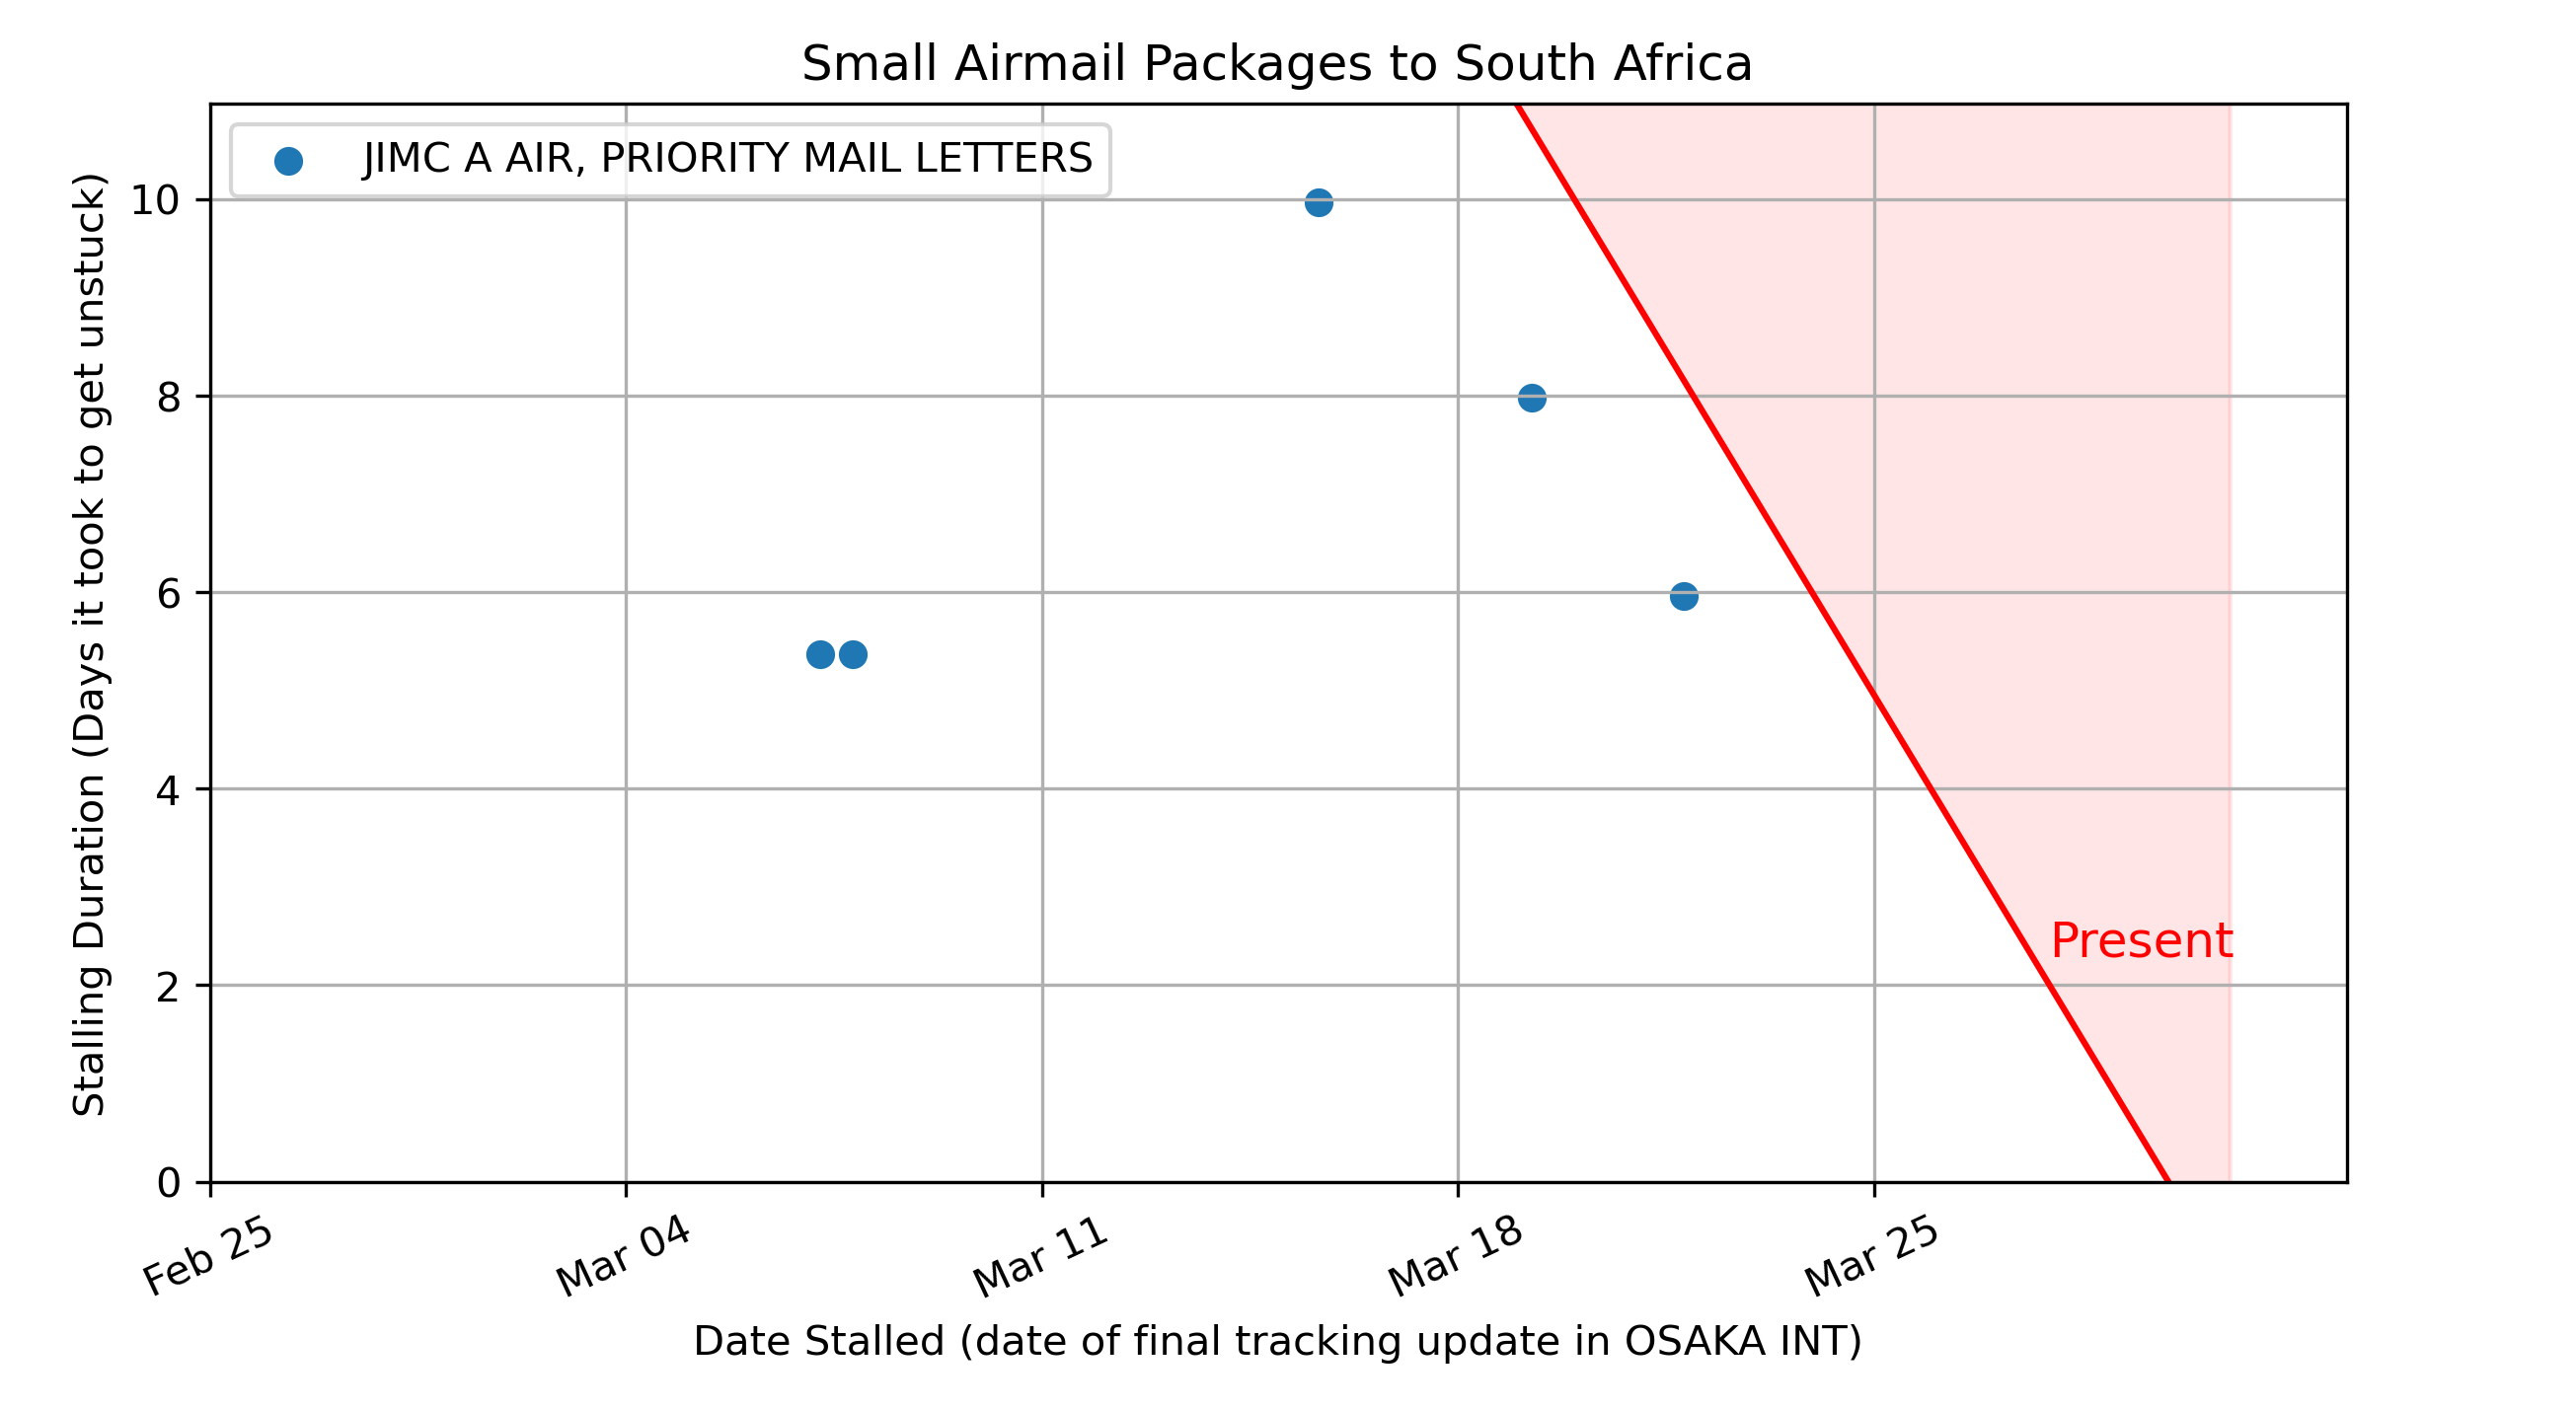 Small Airmail Packages to South Africa
JIMC A AIR, PRIORITY MAIL LETTERS
Stalling Duration (Days it took to get unstuck)
10
8
6
4
2
0
Present
Feb 25
Mar 04
Mar 11
Mar 18
Mar 25
Date Stalled (date of final tracking update in OSAKA INT)